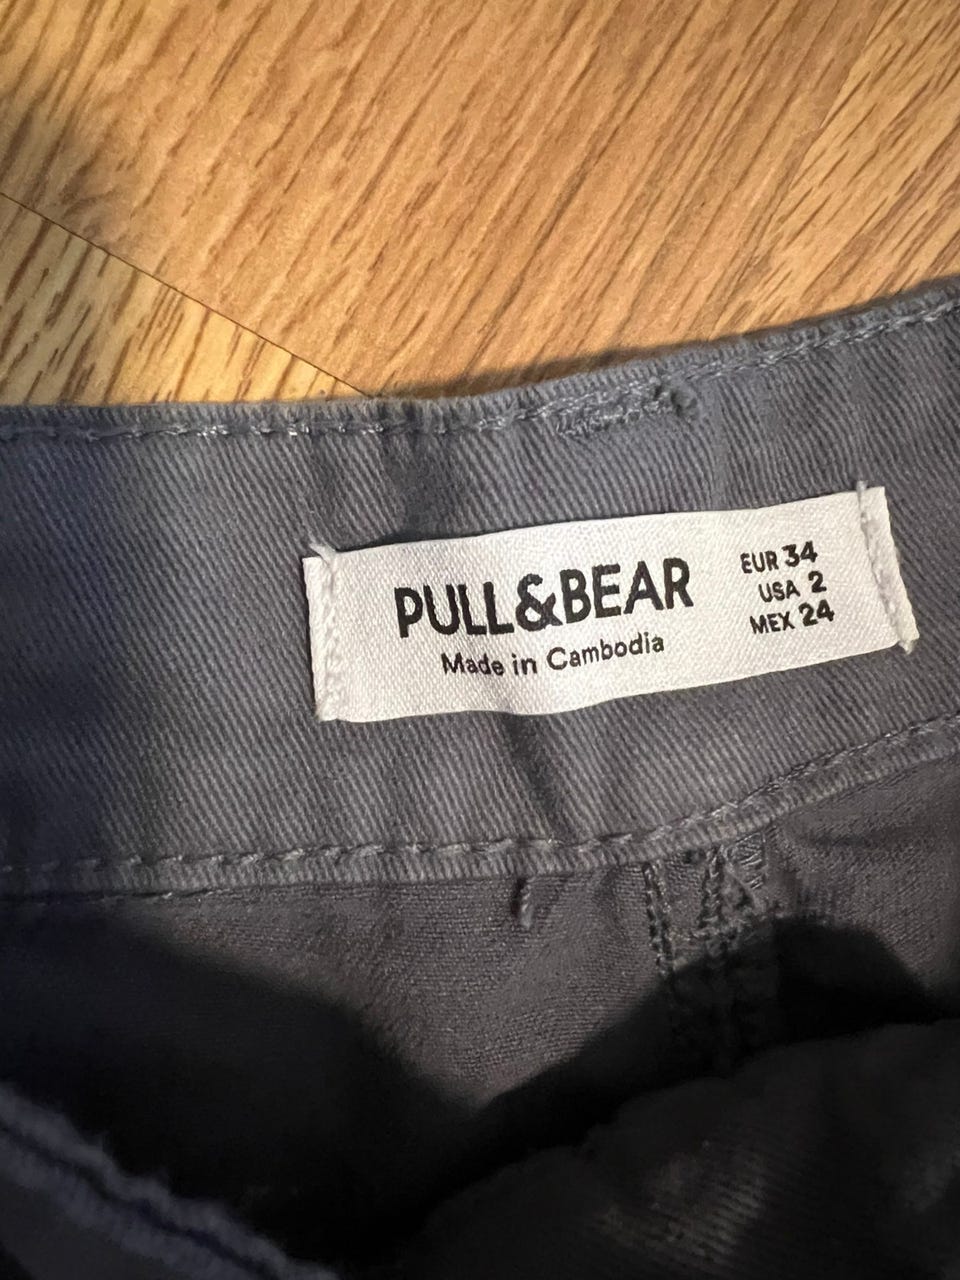 PULL&BEAR
Made in Cambodia
EUR 34
USA 2
MEX 24